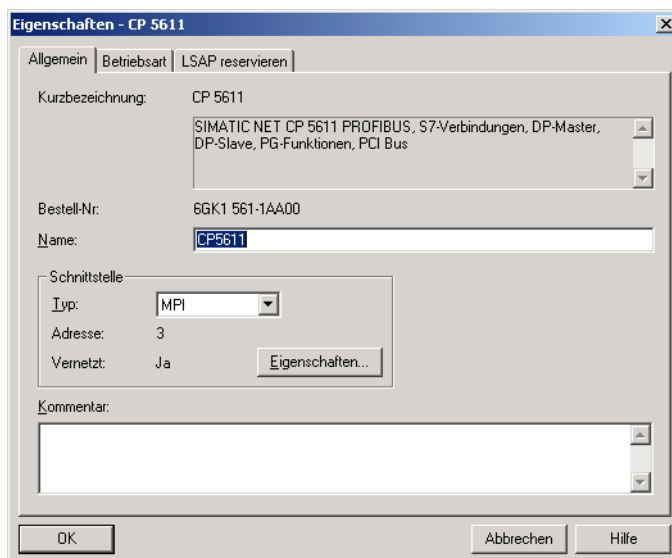 Eigenschaften - CP 5611
Allgemein Betriebsart LSAP reservieren
Kurzbezeichnung: CP 5611
SIMATIC NET CP 5611 PROFIBUS, S7-Verbindungen, DP-Master,
DP-Slave, PG-Funktionen, PCI Bus
Bestell-Nr: 6GK1 561-1AA00
Name: CP5611
Schnittstelle
Typ: MPI
Adresse: 3
Vernetzt: Ja Eigenschaften...
Kommentar:
OK Abbrechen Hilfe